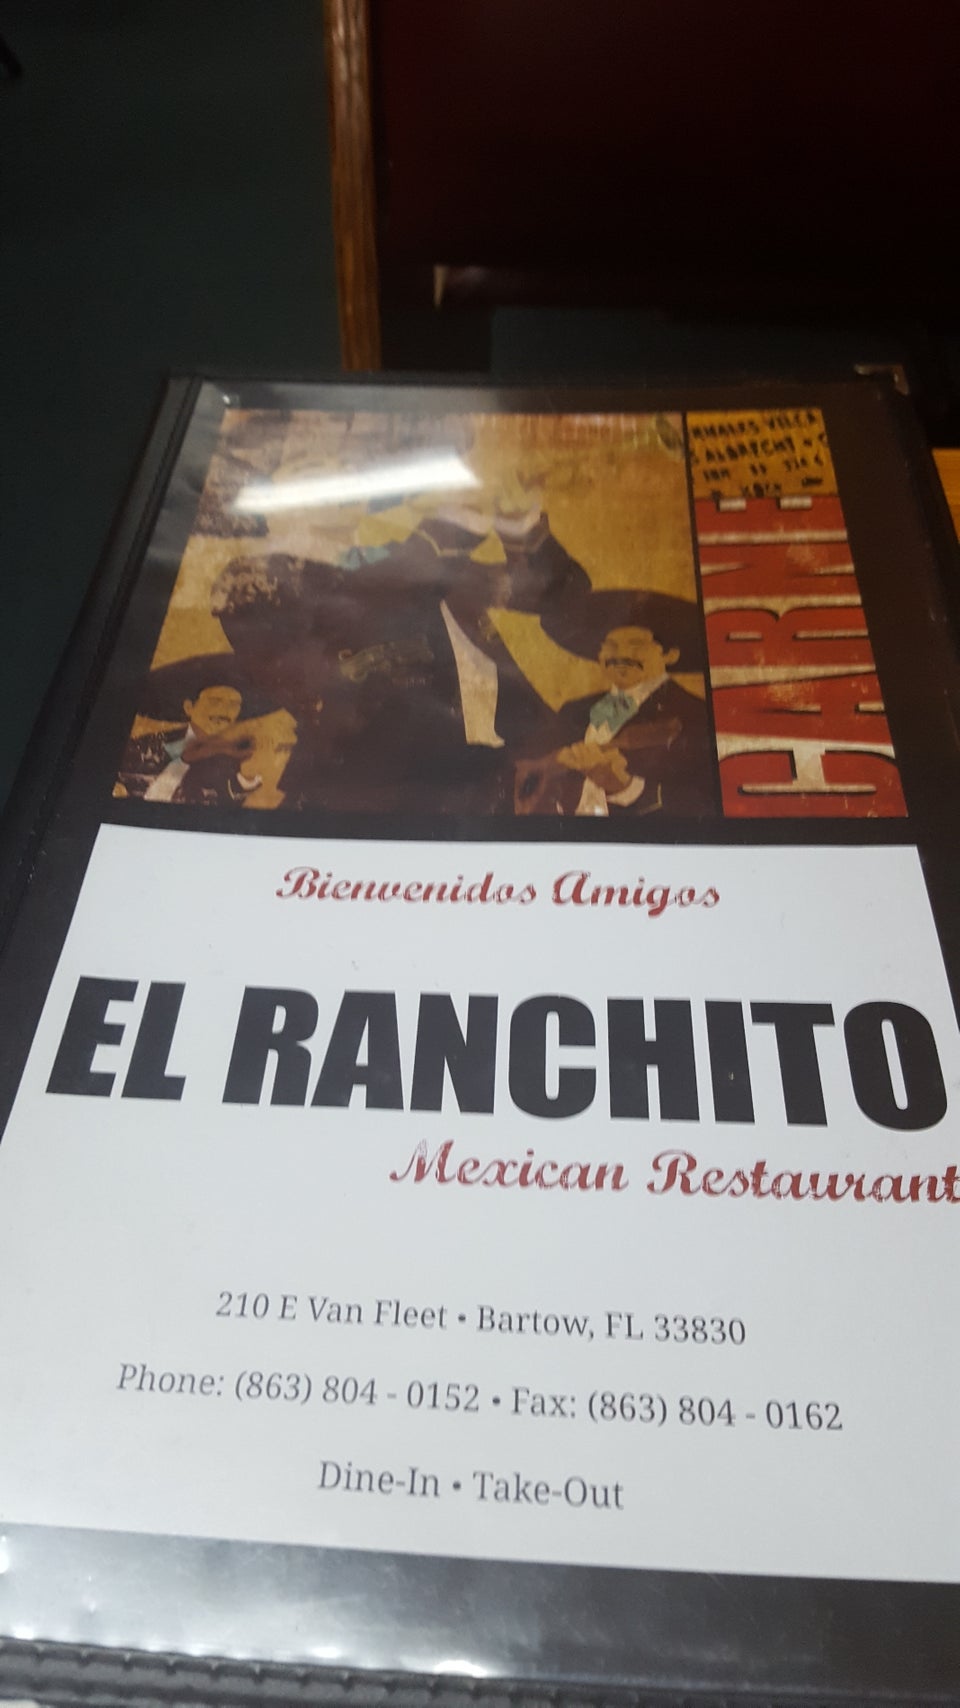 CARNE
Bienvenidos Amigos
EL RANCHITO
Mexican Restaurant
210 E Van Fleet • Bartow, FL 33830
Phone: (863) 804 - 0152 • Fax: (863) 804 - 0162
Dine-In • Take-Out